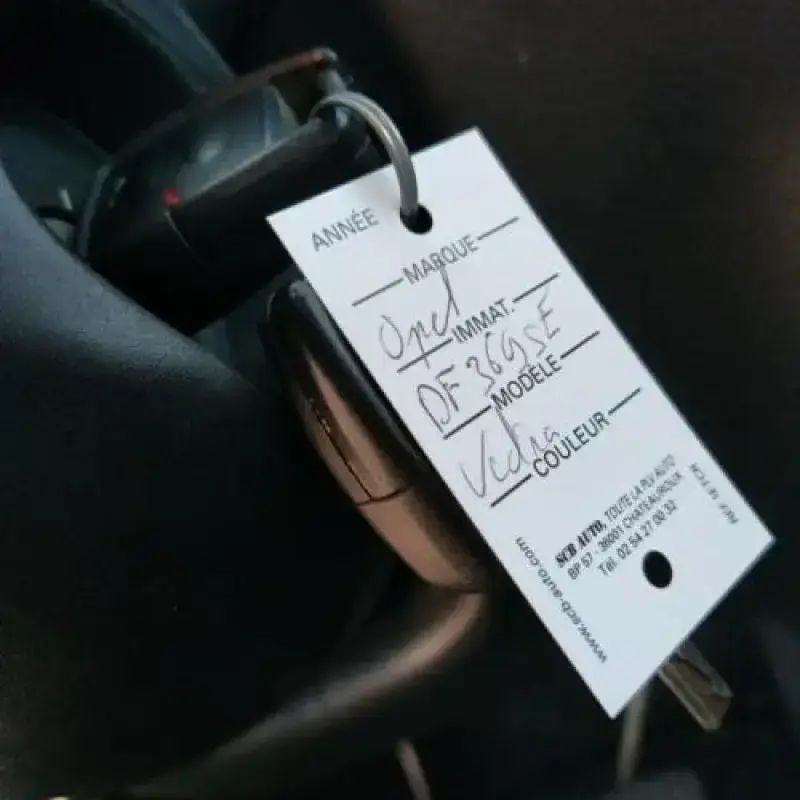 ANNÉE
MARQUE
Opel
IMMAT.
DF 369 SE
MODÈLE
COULEUR
SCB AUTO, TOUTE LA PLV AUTO
BP 57 - 36001 CHATEAUROUX
Tél. 02 54 27 00 32
www.scb-auto.com